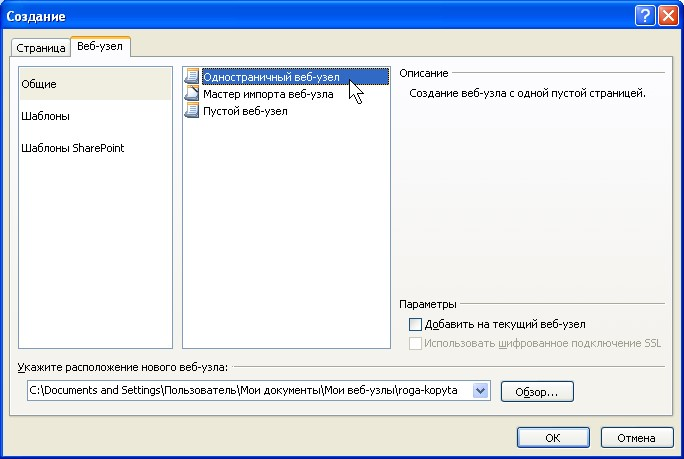 Создание
Страница
Веб-узел
Общие
Шаблоны
Шаблоны SharePoint
Одностраничный веб-узел
Мастер импорта веб-узла
Пустой веб-узел
Описание
Создание веб-узла с одной пустой страницей.
Параметры
Добавить на текущий веб-узел
Использовать шифрованное подключение SSL
Укажите расположение нового веб-узла:
C:\Documents and Settings\Пользователь\Мои документы\Мои веб-узлы\roga-kopyta
Обзор...
ОК
Отмена